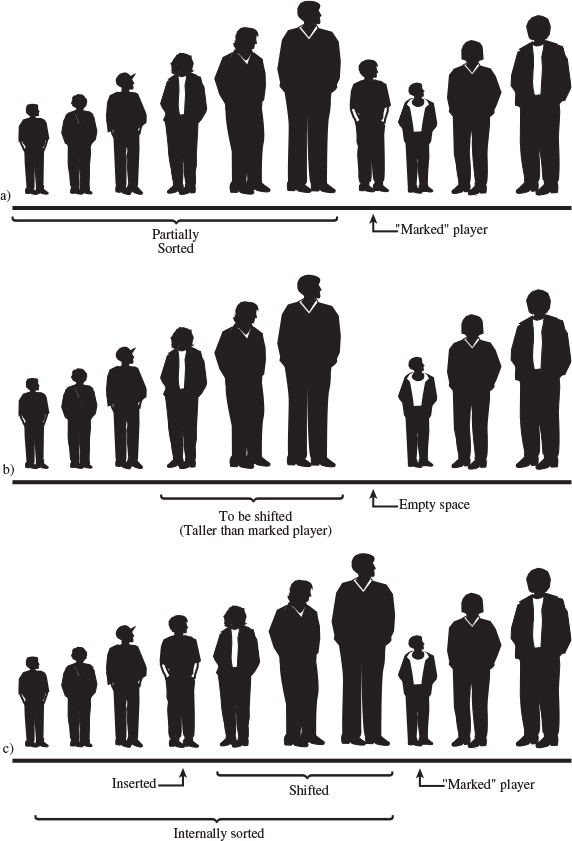 a)
Partially
Sorted
"Marked" player
b)
To be shifted
(Taller than marked player)
Empty space
c)
Inserted
Shifted
"Marked" player
Internally sorted